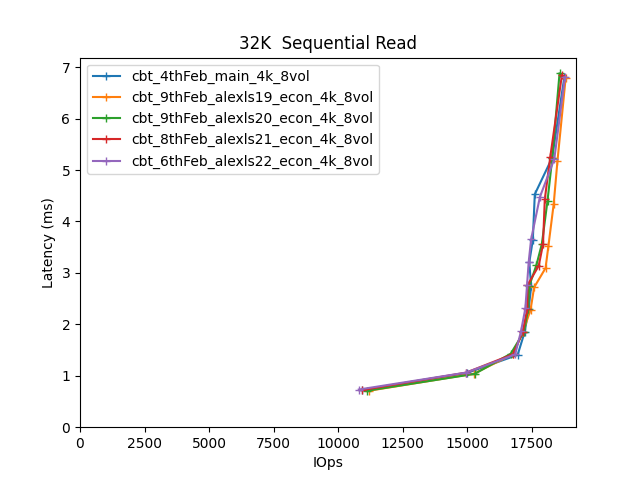 32K  Sequential Read
cbt_4thFeb_main_4k_8vol
cbt_9thFeb_alexls19_econ_4k_8vol
cbt_9thFeb_alexls20_econ_4k_8vol
cbt_8thFeb_alexls21_econ_4k_8vol
cbt_6thFeb_alexls22_econ_4k_8vol
Latency (ms)
7
6
5
4
3
2
1
0
0 2500 5000 7500 10000 12500 15000 17500
IOps